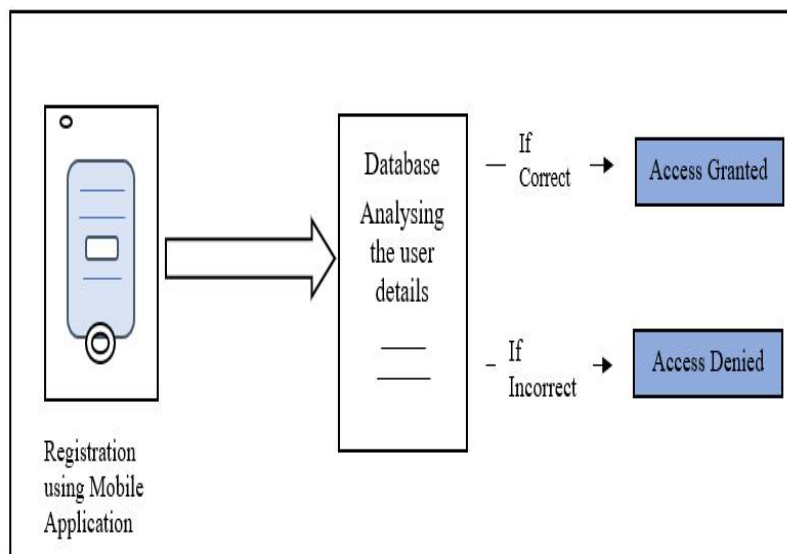 Registration
using Mobile
Application
Database
Analysing
the user
details
If
Correct
Access Granted
If
Incorrect
Access Denied